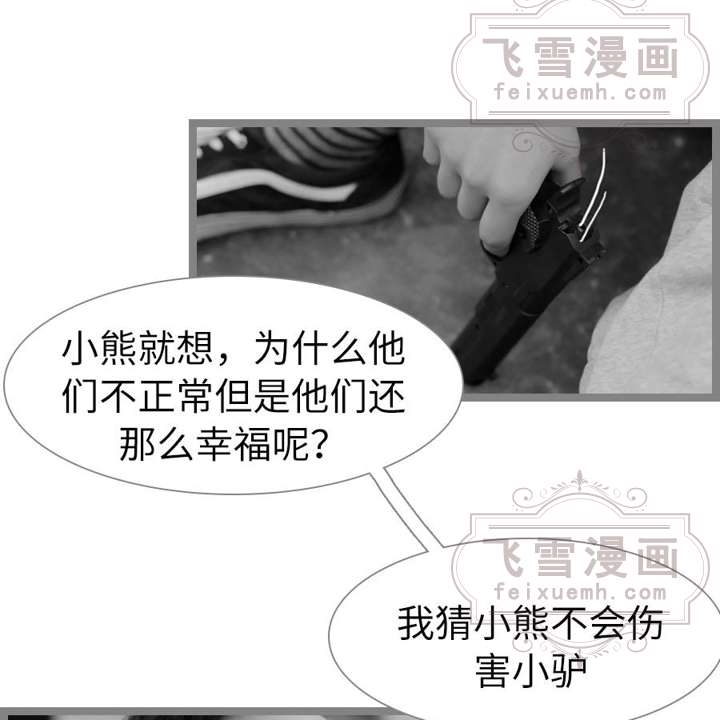 飞雪漫画
feixuemh.com
小熊就想，为什么他
们不正常但是他们还
那么幸福呢？
飞雪漫画
feixuemh.com
我猜小熊不会伤
害小驴